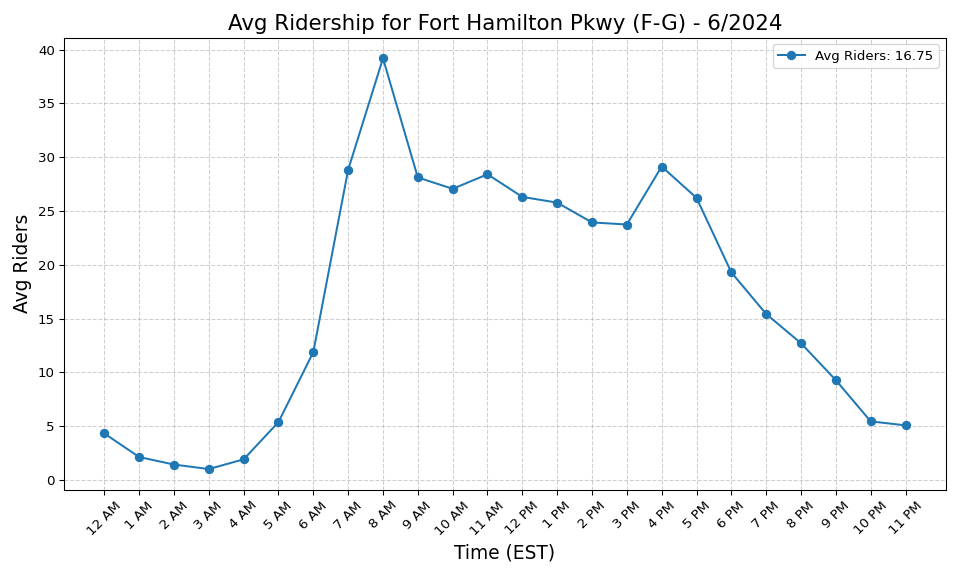 Avg Ridership for Fort Hamilton Pkwy (F-G) - 6/2024
Avg Riders: 16.75
Avg Riders
40
35
30
25
20
15
10
5
0
12 AM 1 AM 2 AM 3 AM 4 AM 5 AM 6 AM 7 AM 8 AM 9 AM 10 AM 11 AM 12 PM 1 PM 2 PM 3 PM 4 PM 5 PM 6 PM 7 PM 8 PM 9 PM 10 PM 11 PM
Time (EST)